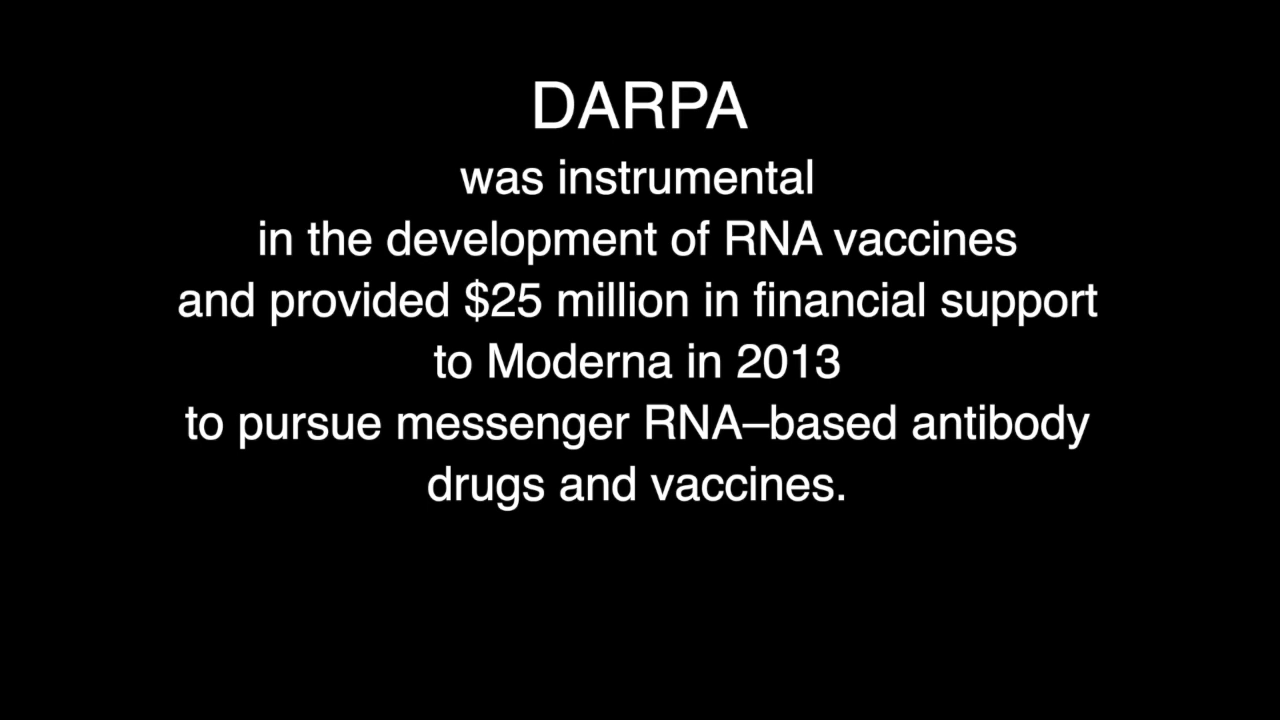 DARPA
was instrumental
in the development of RNA vaccines
and provided $25 million in financial support
to Moderna in 2013
to pursue messenger RNA–based antibody
drugs and vaccines.